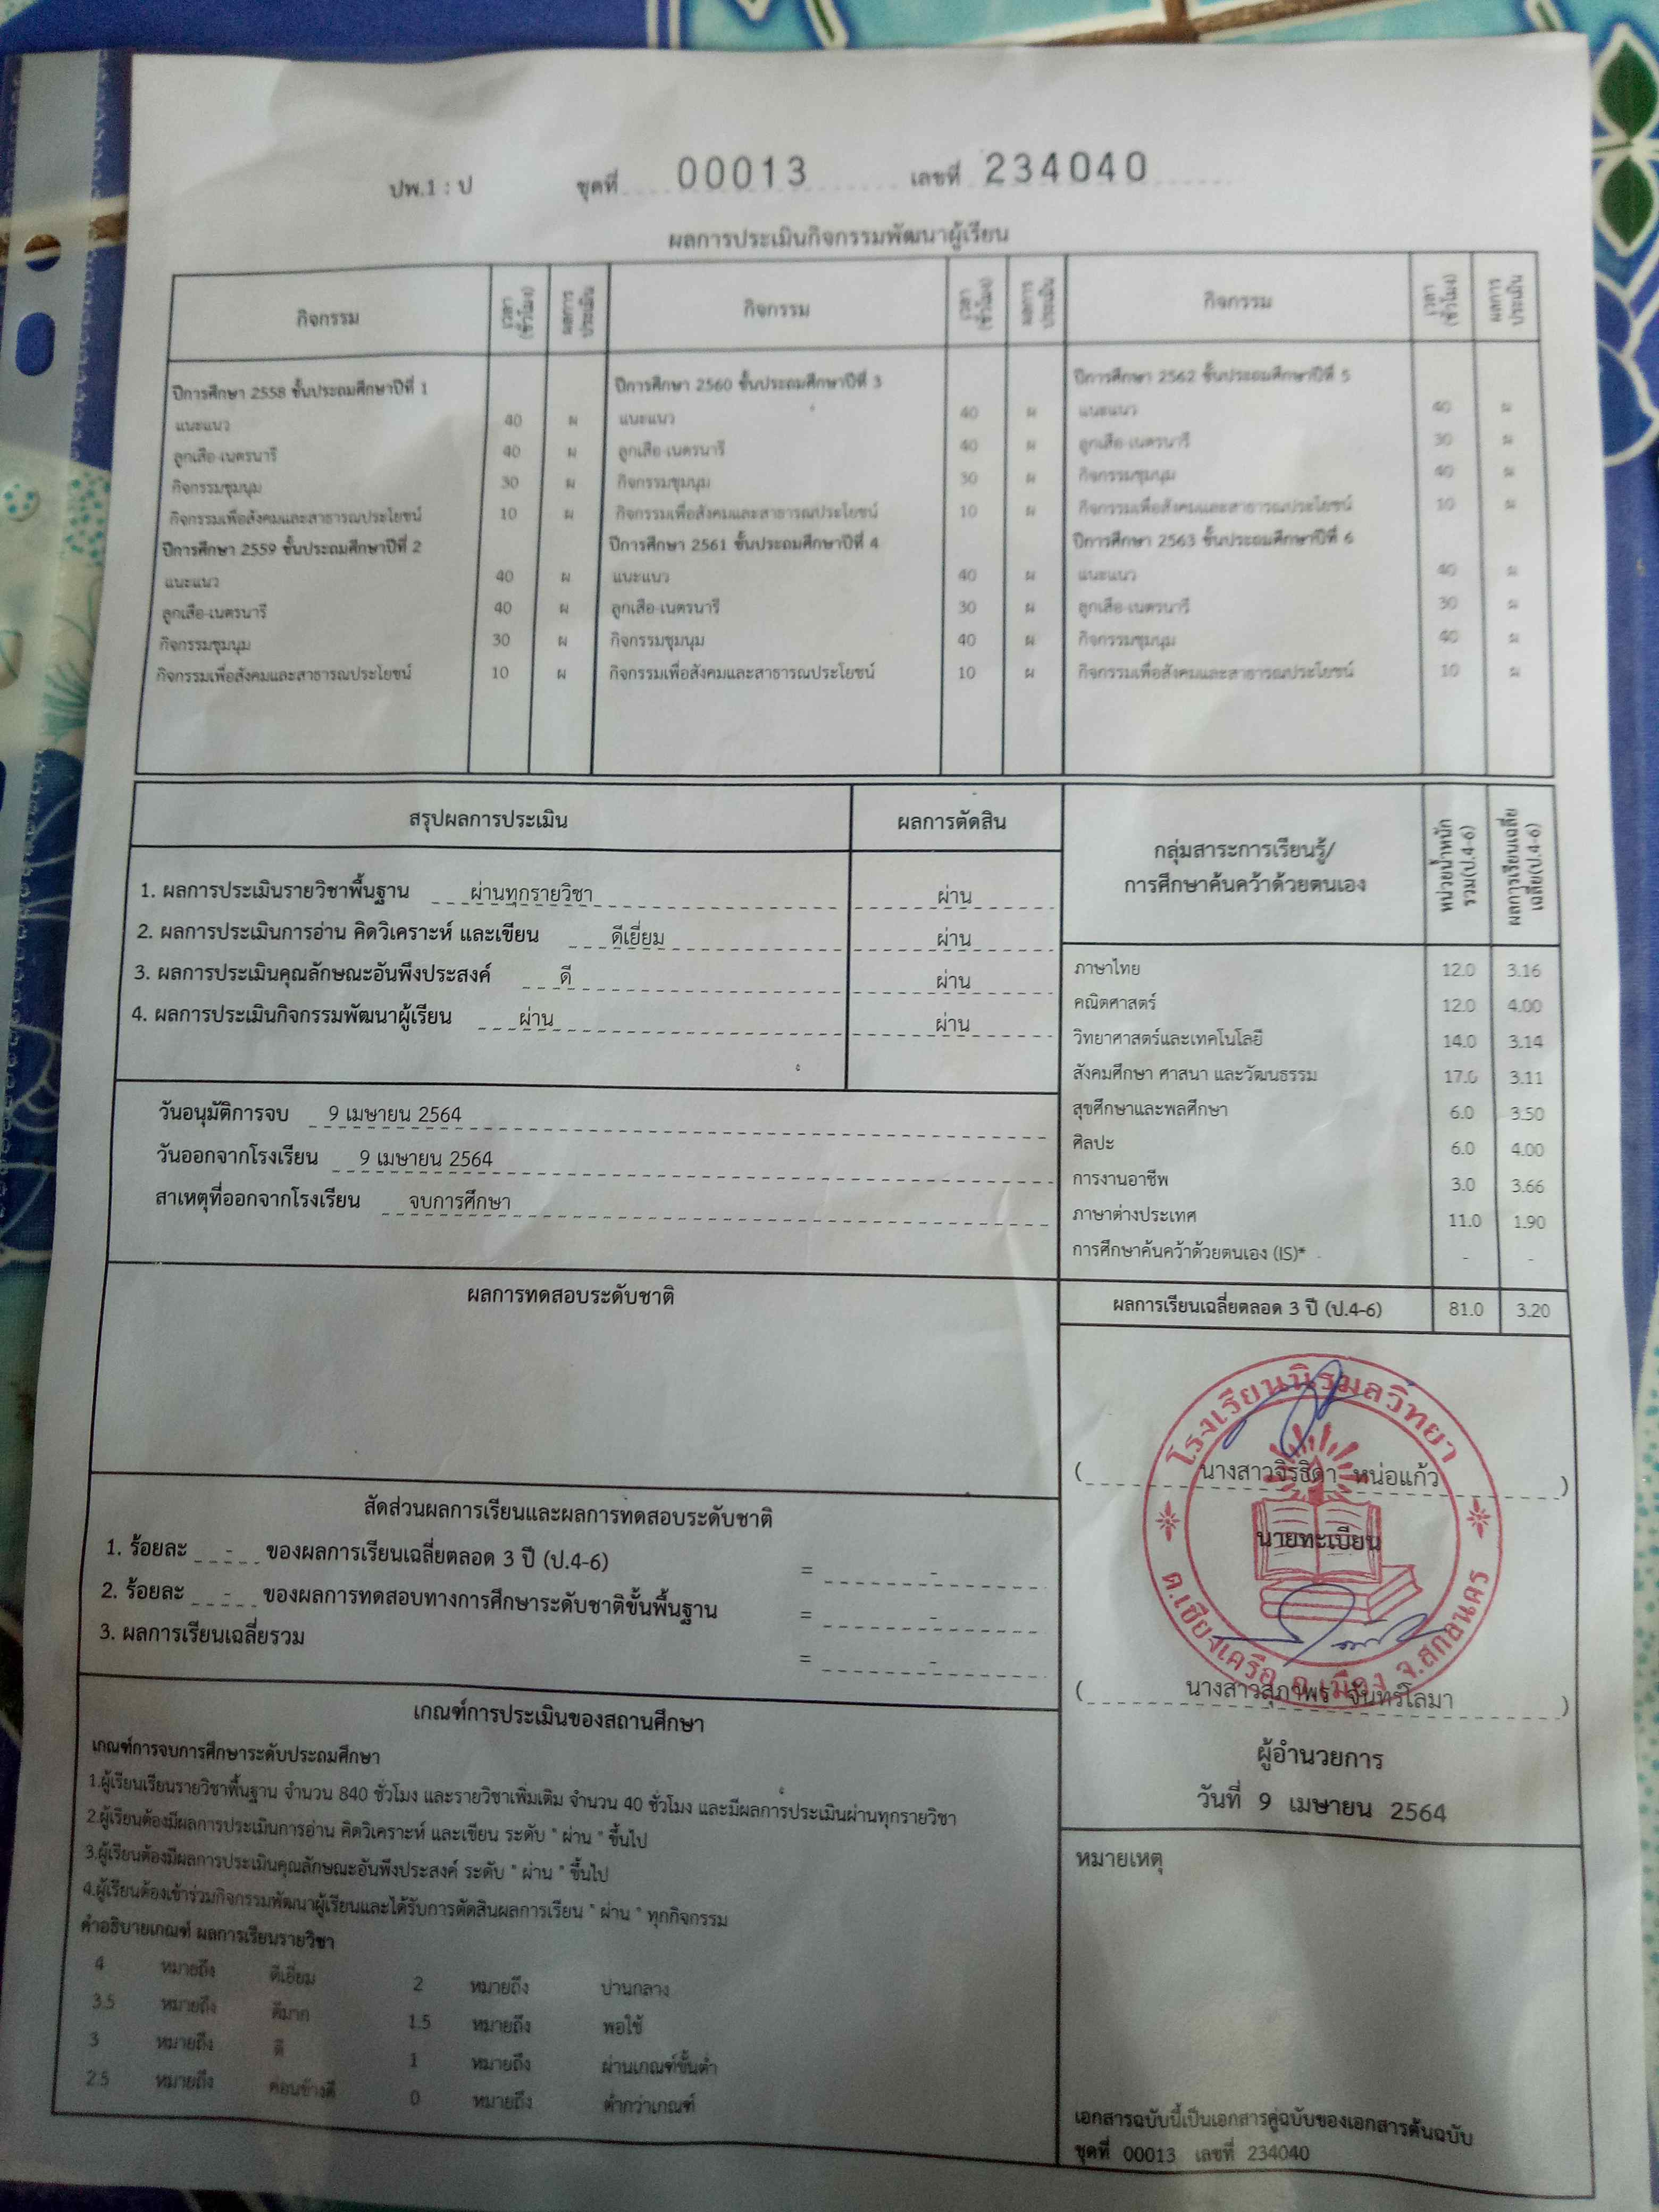 ปพ.1 : ป ชุดที่ 00013 เลขที่ 234040
ผลการประเมินกิจกรรมพัฒนาผู้เรียน
กิจกรรม เวลา (ชั่วโมง) ผลการประเมิน กิจกรรม เวลา (ชั่วโมง) ผลการประเมิน กิจกรรม เวลา (ชั่วโมง) ผลการประเมิน
ปีการศึกษา 2558 ชั้นประถมศึกษาปีที่ 1 ปีการศึกษา 2560 ชั้นประถมศึกษาปีที่ 3 ปีการศึกษา 2562 ชั้นประถมศึกษาปีที่ 5
แนะแนว 40 ผ แนะแนว 40 ผ แนะแนว 40 ผ
ลูกเสือ-เนตรนารี 40 ผ ลูกเสือ-เนตรนารี 40 ผ ลูกเสือ-เนตรนารี 30 ผ
กิจกรรมชุมนุม 30 ผ กิจกรรมชุมนุม 30 ผ กิจกรรมชุมนุม 40 ผ
กิจกรรมเพื่อสังคมและสาธารณประโยชน์ 10 ผ กิจกรรมเพื่อสังคมและสาธารณประโยชน์ 10 ผ กิจกรรมเพื่อสังคมและสาธารณประโยชน์ 10 ผ
ปีการศึกษา 2559 ชั้นประถมศึกษาปีที่ 2 ปีการศึกษา 2561 ชั้นประถมศึกษาปีที่ 4 ปีการศึกษา 2563 ชั้นประถมศึกษาปีที่ 6
แนะแนว 40 ผ แนะแนว 40 ผ แนะแนว 40 ผ
ลูกเสือ-เนตรนารี 40 ผ ลูกเสือ-เนตรนารี 30 ผ ลูกเสือ-เนตรนารี 30 ผ
กิจกรรมชุมนุม 30 ผ กิจกรรมชุมนุม 40 ผ กิจกรรมชุมนุม 40 ผ
กิจกรรมเพื่อสังคมและสาธารณประโยชน์ 10 ผ กิจกรรมเพื่อสังคมและสาธารณประโยชน์ 10 ผ กิจกรรมเพื่อสังคมและสาธารณประโยชน์ 10 ผ
สรุปผลการประเมิน ผลการตัดสิน
1. ผลการประเมินรายวิชาพื้นฐาน ผ่านทุกรายวิชา ผ่าน
2. ผลการประเมินการอ่าน คิดวิเคราะห์ และเขียน ดีเยี่ยม ผ่าน
3. ผลการประเมินคุณลักษณะอันพึงประสงค์ ดี ผ่าน
4. ผลการประเมินกิจกรรมพัฒนาผู้เรียน ผ่าน ผ่าน
วันอนุมัติการจบ 9 เมษายน 2564
วันออกจากโรงเรียน 9 เมษายน 2564
สาเหตุที่ออกจากโรงเรียน จบการศึกษา
ผลการทดสอบระดับชาติ
สัดส่วนผลการเรียนและผลการทดสอบระดับชาติ
1. ร้อยละ - ของผลการเรียนเฉลี่ยตลอด 3 ปี (ป.4-6) = -
2. ร้อยละ - ของผลการทดสอบทางการศึกษาระดับชาติขั้นพื้นฐาน = -
3. ผลการเรียนเฉลี่ยรวม = -
เกณฑ์การประเมินของสถานศึกษา
เกณฑ์การจบการศึกษาระดับประถมศึกษา
1.ผู้เรียนเรียนรายวิชาพื้นฐาน จำนวน 840 ชั่วโมง และรายวิชาเพิ่มเติม จำนวน 40 ชั่วโมง และมีผลการประเมินผ่านทุกรายวิชา
2.ผู้เรียนต้องมีผลการประเมินการอ่าน คิดวิเคราะห์ และเขียน ระดับ " ผ่าน " ขึ้นไป
3.ผู้เรียนต้องมีผลการประเมินคุณลักษณะอันพึงประสงค์ ระดับ " ผ่าน " ขึ้นไป
4.ผู้เรียนต้องเข้าร่วมกิจกรรมพัฒนาผู้เรียนและได้รับการตัดสินผลการเรียน " ผ่าน " ทุกกิจกรรม
คำอธิบายเกณฑ์ ผลการเรียนรายวิชา
4 หมายถึง ดีเยี่ยม 2 หมายถึง ปานกลาง
3.5 หมายถึง ดีมาก 1.5 หมายถึง พอใช้
3 หมายถึง ดี 1 หมายถึง ผ่านเกณฑ์ขั้นต่ำ
2.5 หมายถึง ค่อนข้างดี 0 หมายถึง ต่ำกว่าเกณฑ์
กลุ่มสาระการเรียนรู้/
การศึกษาค้นคว้าด้วยตนเอง
หน่วยน้ำหนัก
รวม(ป.4-6)
ผลการเรียนเฉลี่ย
เฉลี่ย(ป.4-6)
ภาษาไทย 12.0 3.16
คณิตศาสตร์ 12.0 4.00
วิทยาศาสตร์และเทคโนโลยี 14.0 3.14
สังคมศึกษา ศาสนา และวัฒนธรรม 17.0 3.11
สุขศึกษาและพลศึกษา 6.0 3.50
ศิลปะ 6.0 4.00
การงานอาชีพ 3.0 3.66
ภาษาต่างประเทศ 11.0 1.90
การศึกษาค้นคว้าด้วยตนเอง (IS)* - -
ผลการเรียนเฉลี่ยตลอด 3 ปี (ป.4-6) 81.0 3.20
โรงเรียนนิรมลวิทยา
( นางสาวจิรธิดา หน่อแก้ว )
นายทะเบียน
ต.เชียงเครือ อ.เมือง จ.สกลนคร
( นางสาวสุภาพร จันทร์โลมา )
ผู้อำนวยการ
วันที่ 9 เมษายน 2564
หมายเหตุ
เอกสารฉบับนี้เป็นเอกสารคู่ฉบับของเอกสารต้นฉบับ
ชุดที่ 00013 เลขที่ 234040